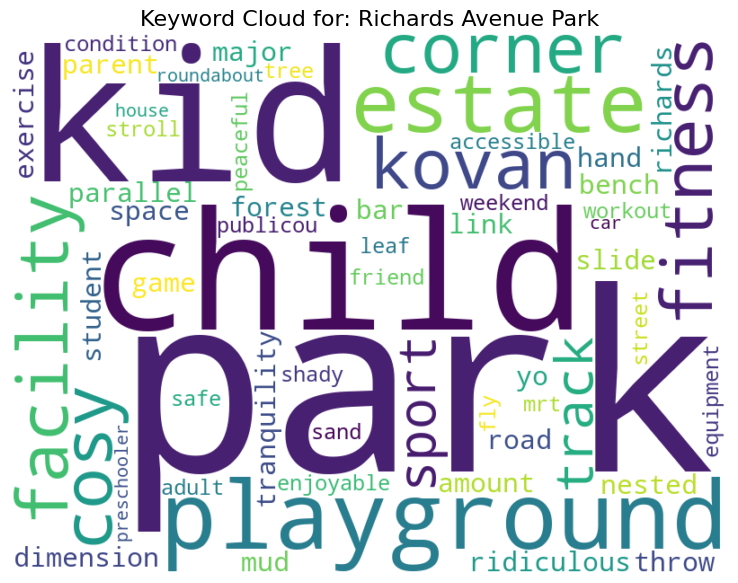 Keyword Cloud for: Richards Avenue Park
condition
major
corner
parent
roundabout
tree
exercise
kid
house
stroll
peaceful
estate
richards
fitness
accessible
kovan
hand
parallel
bench
space
forest
bar
weekend
workout
publicou
link
car
facility
student
child
leaf
slide
game
friend
street
park
cosy
tranquility
shady
sport
yo
track
safe
mrt
equipment
sand
fly
road
preschooler
adult
enjoyable
amount
nested
playground
dimension
mud
ridiculous
throw